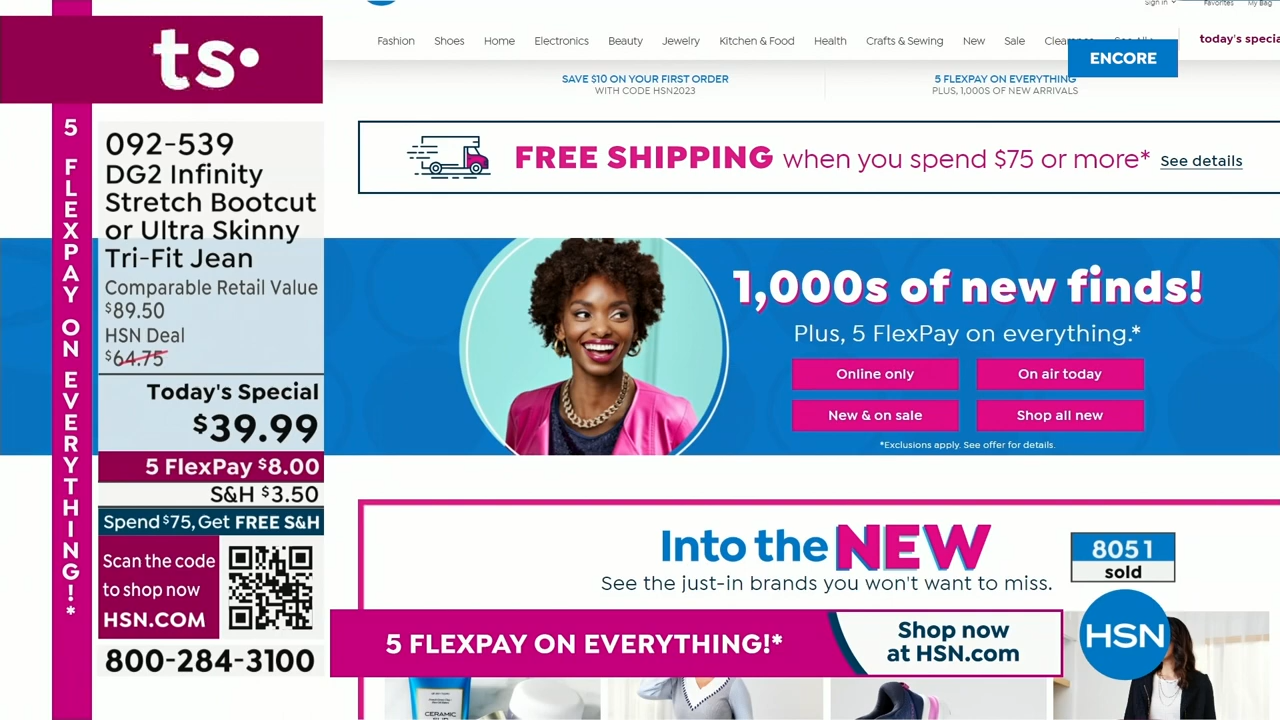 ts.
5 FLEXPAY ON EVERYTHING!*
092-539
DG2 Infinity
Stretch Bootcut
or Ultra Skinny
Tri-Fit Jean
Comparable Retail Value
$89.50
HSN Deal
$64.75
Today's Special
$39.99
5 FlexPay $8.00
S&H $3.50
Spend $75, Get FREE S&H
Scan the code
to shop now
HSN.COM
800-284-3100
Sign in
Favorites
My Bag
Fashion
Shoes
Home
Electronics
Beauty
Jewelry
Kitchen & Food
Health
Crafts & Sewing
New
Sale
today's specia
ENCORE
SAVE $10 ON YOUR FIRST ORDER
WITH CODE HSN2023
5 FLEXPAY ON EVERYTHING
PLUS, 1,000S OF NEW ARRIVALS
FREE SHIPPING when you spend $75 or more* See details
1,000s of new finds!
Plus, 5 FlexPay on everything.*
Online only
On air today
New & on sale
Shop all new
*Exclusions apply. See offer for details.
Into the NEW
See the just-in brands you won't want to miss.
8051
sold
5 FLEXPAY ON EVERYTHING!*
Shop now
at HSN.com
HSN
CERAMIC